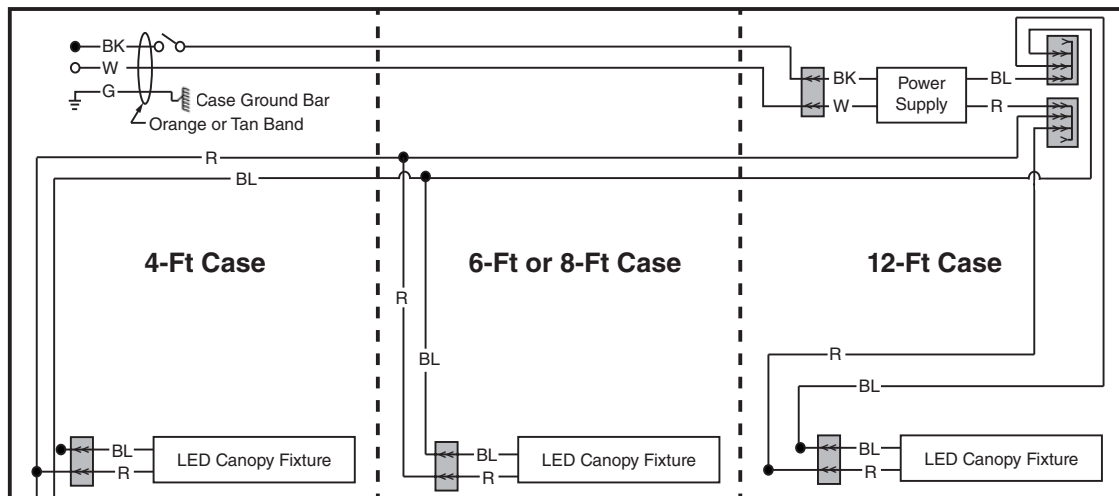 BK
W
G
Case Ground Bar
Orange or Tan Band
BK
Power
Supply
BL
W
R
R
BL
4-Ft Case
6-Ft or 8-Ft Case
12-Ft Case
R
BL
R
BL
BL
LED Canopy Fixture
R
BL
LED Canopy Fixture
R
BL
LED Canopy Fixture
R